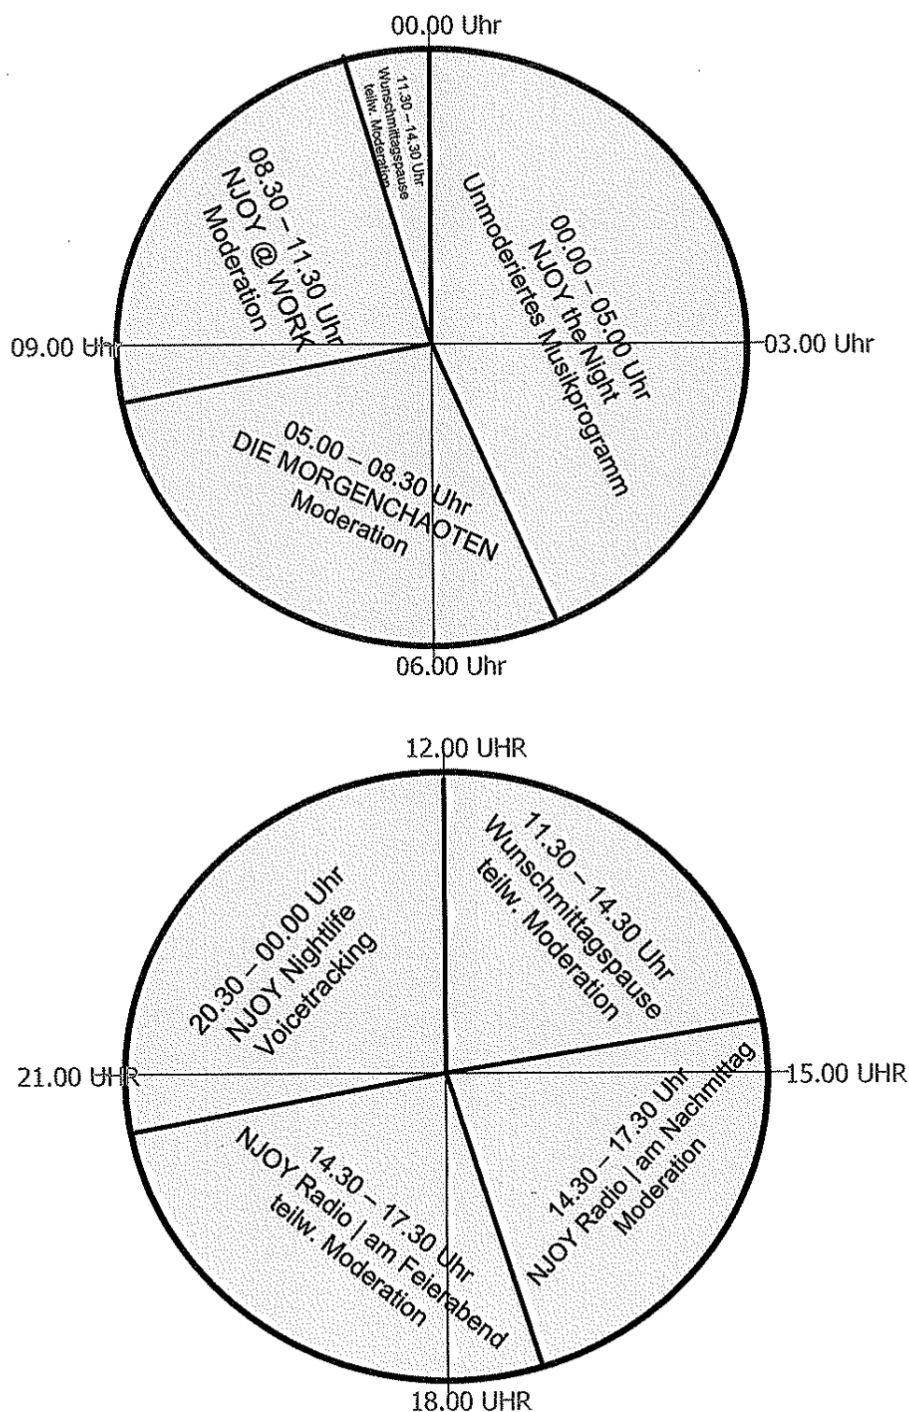 00.00 Uhr
11.30 – 14.30 Uhr
Wunschmittagspause
teilw. Moderation
08.30 – 11.30 Uhr
NJOY @ WORK
Moderation
00.00 – 05.00 Uhr
NJOY the Night
Unmoderiertes Musikprogramm
09.00 Uhr
03.00 Uhr
05.00 – 08.30 Uhr
DIE MORGENCHAOTEN
Moderation
06.00 Uhr
12.00 UHR
20.30 – 00.00 Uhr
NJOY Nightlife
Voicetracking
11.30 – 14.30 Uhr
Wunschmittagspause
teilw. Moderation
21.00 UHR
15.00 UHR
14.30 – 17.30 Uhr
NJOY Radio | am Feierabend
teilw. Moderation
14.30 – 17.30 Uhr
NJOY Radio | am Nachmittag
Moderation
18.00 UHR